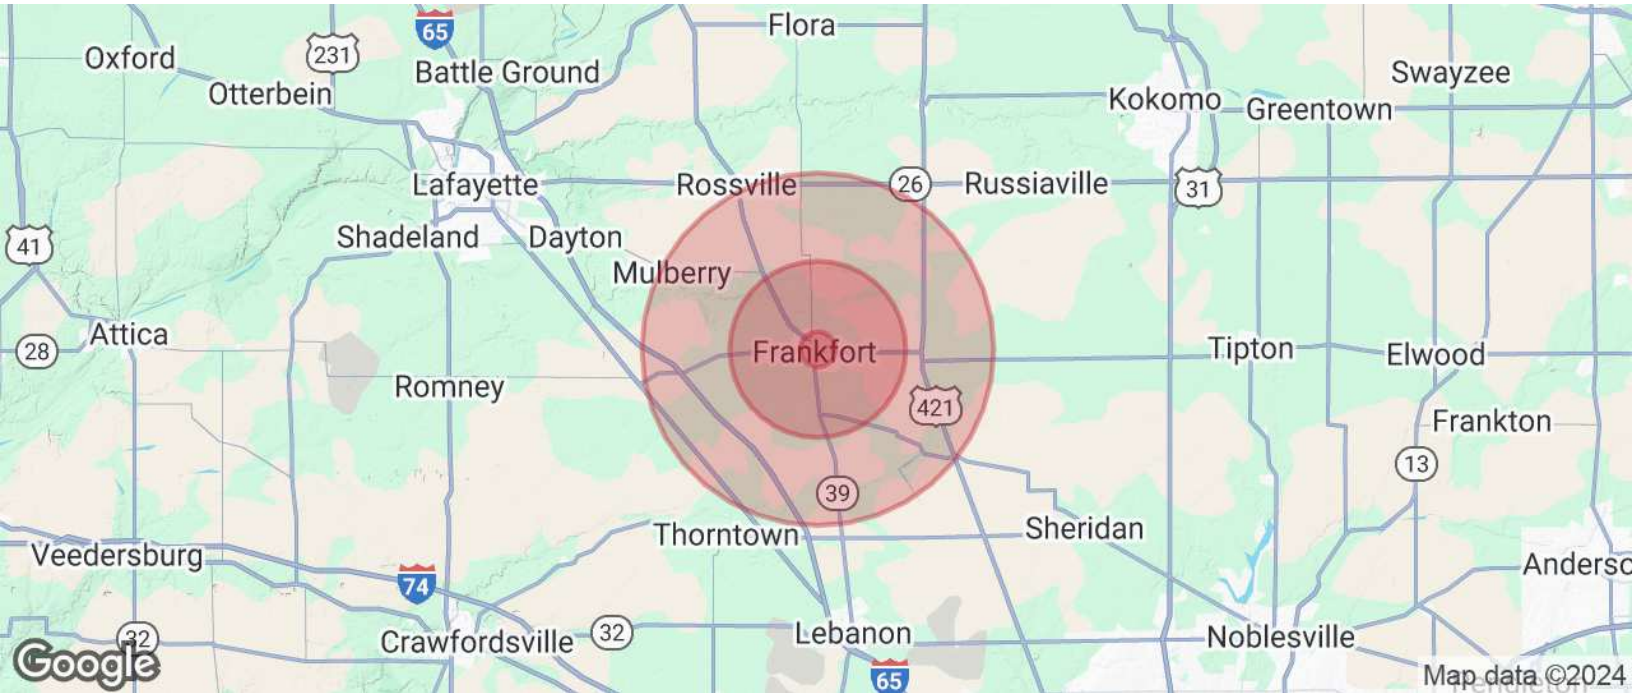 Flora
65
Oxford
231
Battle Ground
Swayzee
Otterbein
Kokomo
Greentown
Lafayette
Rossville
26
Russiaville
31
41
Shadeland
Dayton
Mulberry
Attica
28
Frankfort
Tipton
Elwood
Romney
421
Frankton
13
39
Thorntown
Sheridan
Veedersburg
74
Anderso
32
Crawfordsville
32
Lebanon
Noblesville
Google
65
Map data ©2024